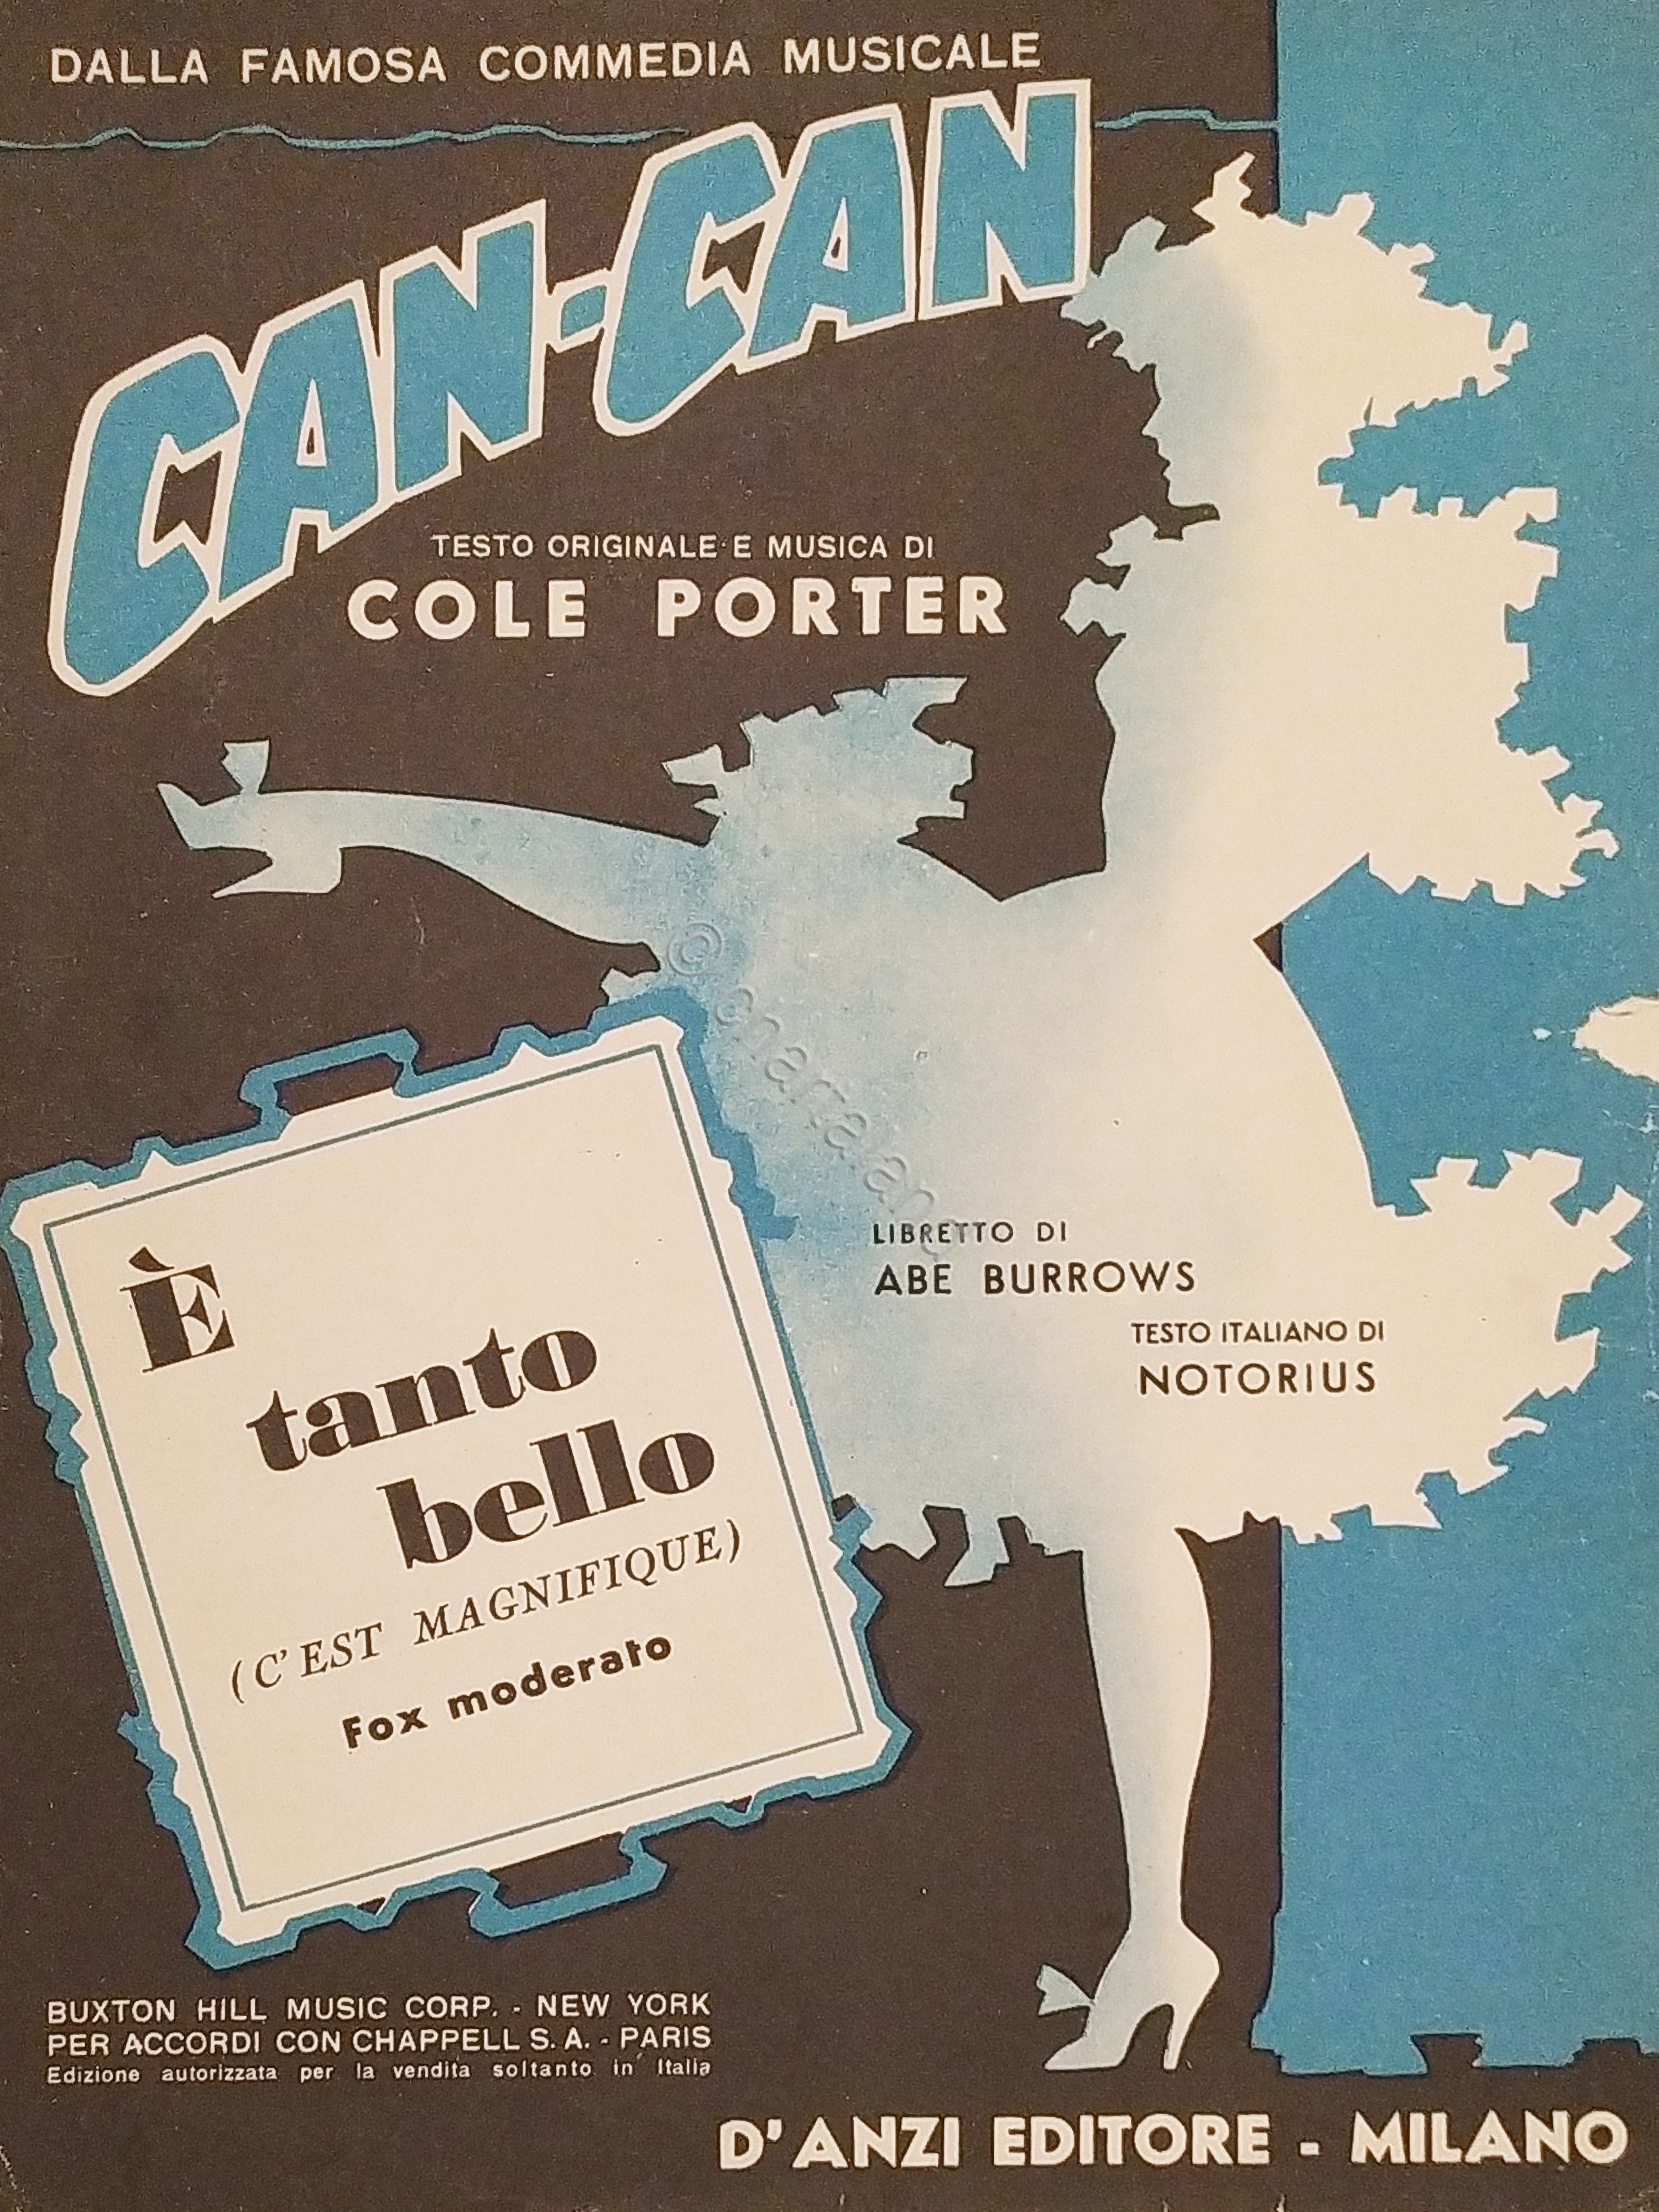 DALLA FAMOSA COMMEDIA MUSICALE
CAN-CAN
TESTO ORIGINALE E MUSICA DI
COLE PORTER
© chartaland
LIBRETTO DI
ABE BURROWS
TESTO ITALIANO DI
NOTORIUS
È
tanto
bello
(C'EST MAGNIFIQUE)
Fox moderato
BUXTON HILL MUSIC CORP. - NEW YORK
PER ACCORDI CON CHAPPELL S. A. - PARIS
Edizione autorizzata per la vendita soltanto in Italia
D'ANZI EDITORE - MILANO